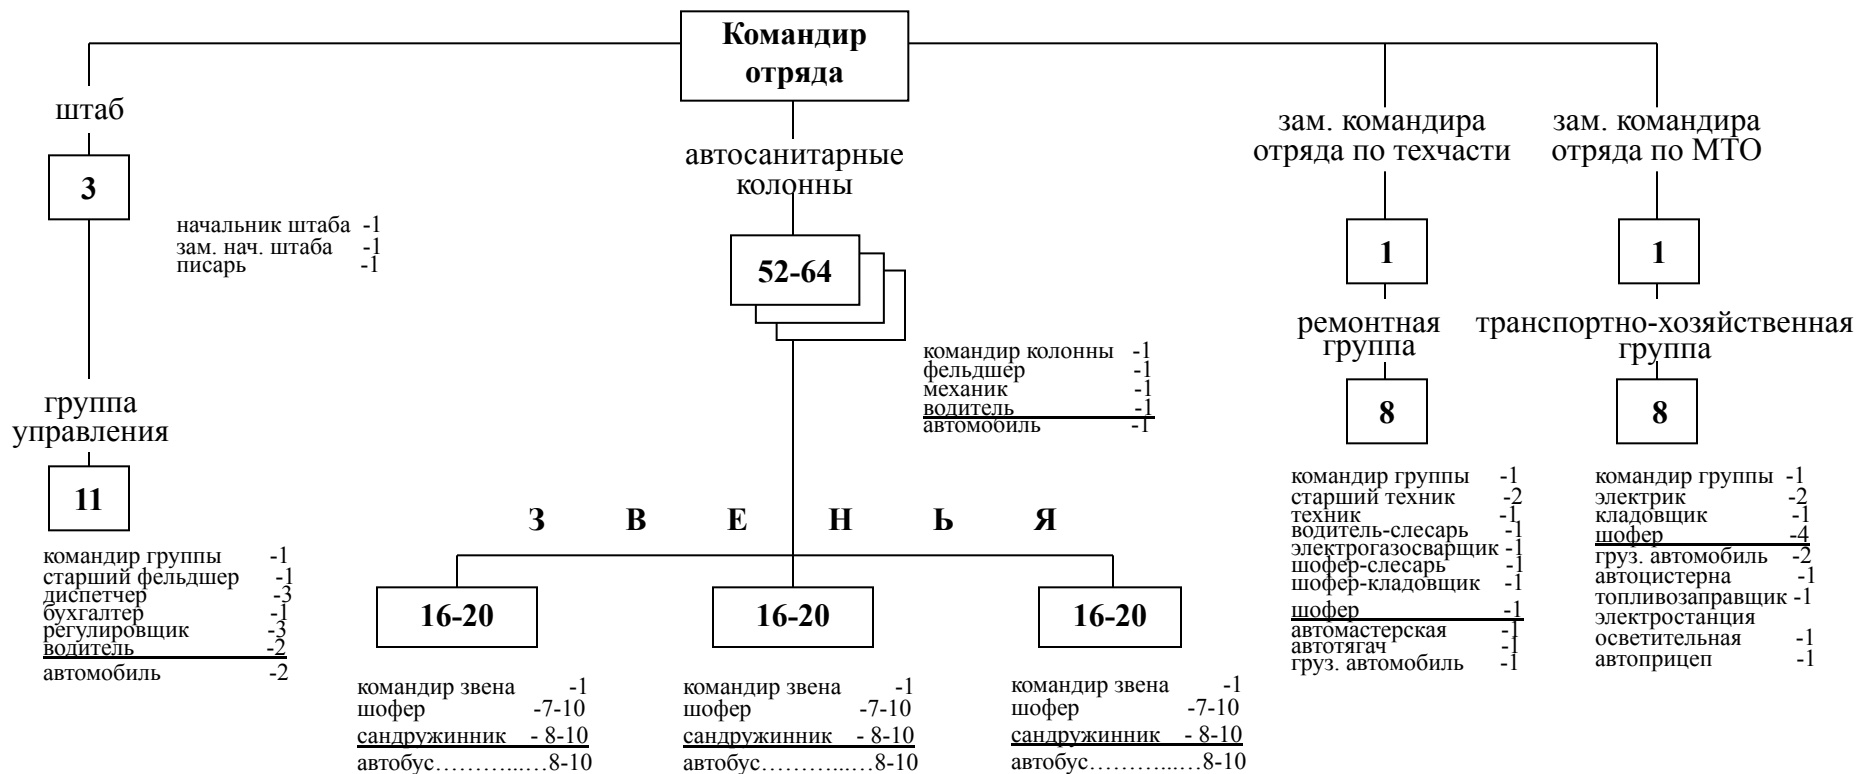 Командир
отряда
штаб
3
начальник штаба -1
зам. нач. штаба -1
писарь -1
группа
управления
11
командир группы -1
старший фельдшер -1
диспетчер -3
бухгалтер -1
регулировщик -3
водитель -2
автомобиль -2
автосанитарные
колонны
52-64
командир колонны -1
фельдшер -1
механик -1
водитель -1
автомобиль -1
З В Е Н Ь Я
16-20
командир звена -1
шофер -7-10
сандружинник - 8-10
автобус………...…8-10
16-20
командир звена -1
шофер -7-10
сандружинник - 8-10
автобус………...…8-10
16-20
командир звена -1
шофер -7-10
сандружинник - 8-10
автобус………...…8-10
зам. командира
отряда по техчасти
1
ремонтная
группа
8
командир группы -1
старший техник -2
техник -1
водитель-слесарь -1
электрогазосварщик -1
шофер-слесарь -1
шофер-кладовщик -1
шофер -1
автомастерская -1
автотягач -1
груз. автомобиль -1
зам. командира
отряда по МТО
1
транспортно-хозяйственная
группа
8
командир группы -1
электрик -2
кладовщик -1
шофер -4
груз. автомобиль -2
автоцистерна -1
топливозаправщик -1
электростанция
осветительная -1
автоприцеп -1